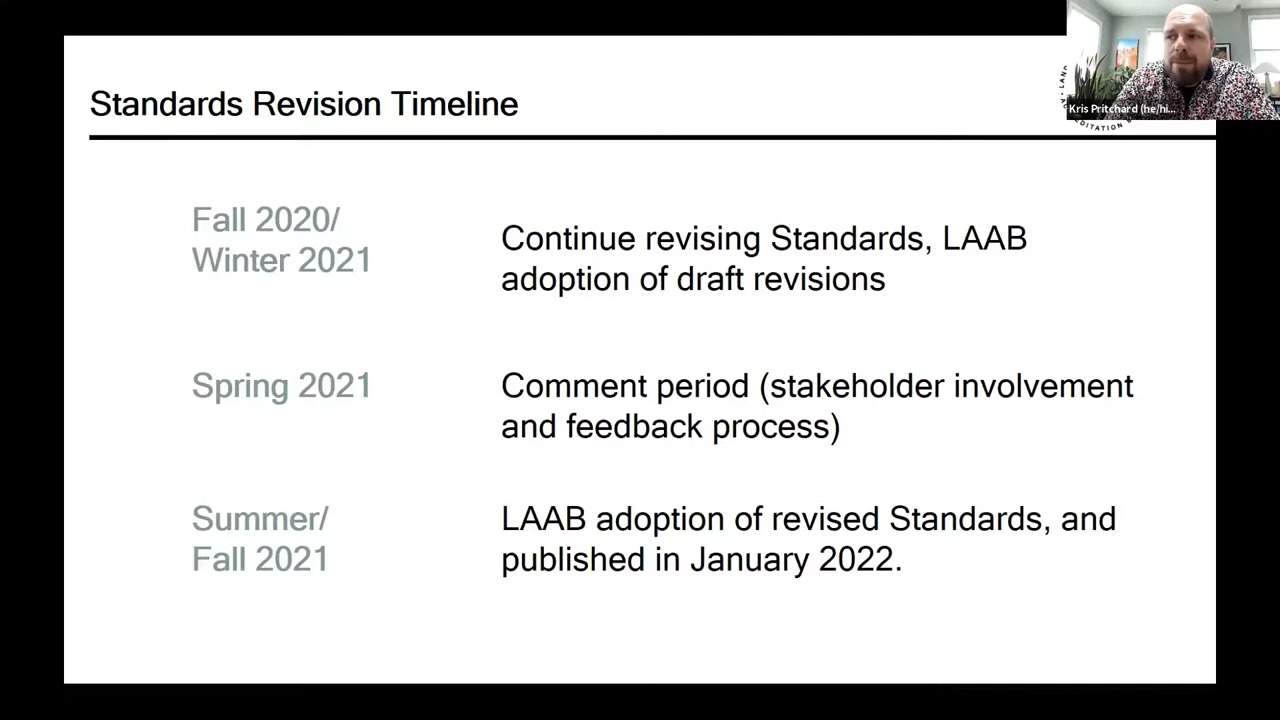 Standards Revision Timeline
Kris Pritchard (he/hi...
Fall 2020/
Winter 2021
Continue revising Standards, LAAB
adoption of draft revisions
Spring 2021
Comment period (stakeholder involvement
and feedback process)
Summer/
Fall 2021
LAAB adoption of revised Standards, and
published in January 2022.